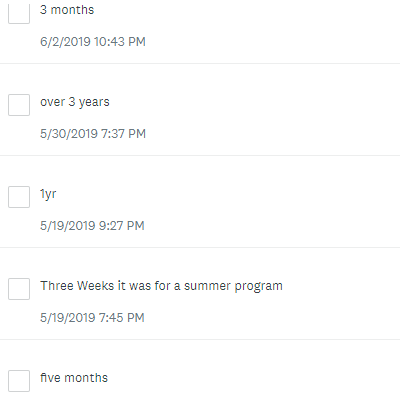 3 months
6/2/2019 10:43 PM
over 3 years
5/30/2019 7:37 PM
1yr
5/19/2019 9:27 PM
Three Weeks it was for a summer program
5/19/2019 7:45 PM
five months